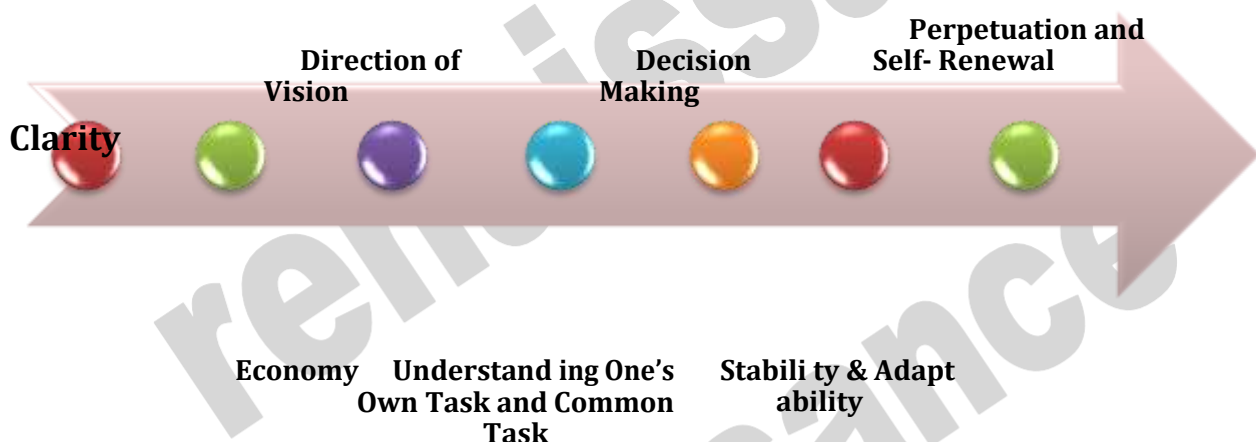 Perpetuation and
Direction of
Decision
Self- Renewal
Vision
Making
Clarity
Economy
Understand ing One's
Own Task and Common
Task
Stabili ty & Adapt
ability
renaissance